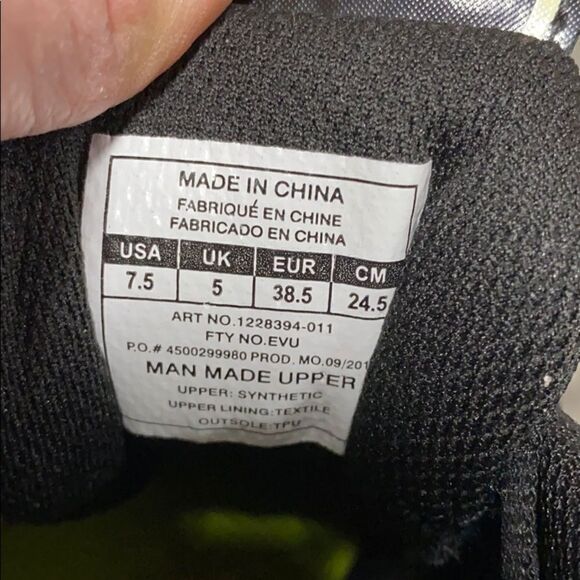 MADE IN CHINA
FABRIQUÉ EN CHINE
FABRICADO EN CHINA
USA UK EUR CM
7.5 5 38.5 24.5
ART NO.1228394-011
FTY NO.EVU
P.O.# 4500299980 PROD. MO.09/201
MAN MADE UPPER
UPPER: SYNTHETIC
UPPER LINING:TEXTILE
OUTSOLE:TPU